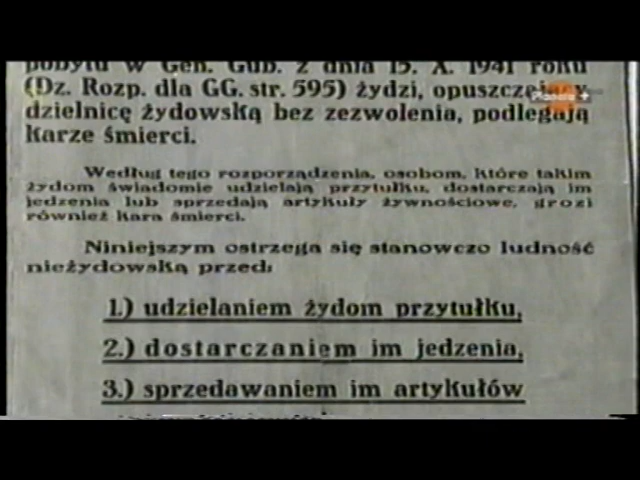 pobytu w Gen. Gub. z dnia 15. X. 1941 roku
(Dz. Rozp. dla GG. str. 595) żydzi, opuszczający
Planete +
dzielnicę żydowską bez zezwolenia, podlegają
karze śmierci.
Według tego rozporządzenia, osobom, które takim
żydom świadomie udzielają przytułku, dostarczają im
jedzenia lub sprzedają artykuły żywnościowe, grozi
również kara śmierci.
Niniejszym ostrzega się stanowczo ludność
nieżydowską przed:
1.) udzielaniem żydom przytułku,
2.) dostarczaniem im jedzenia,
3.) sprzedawaniem im artykułów